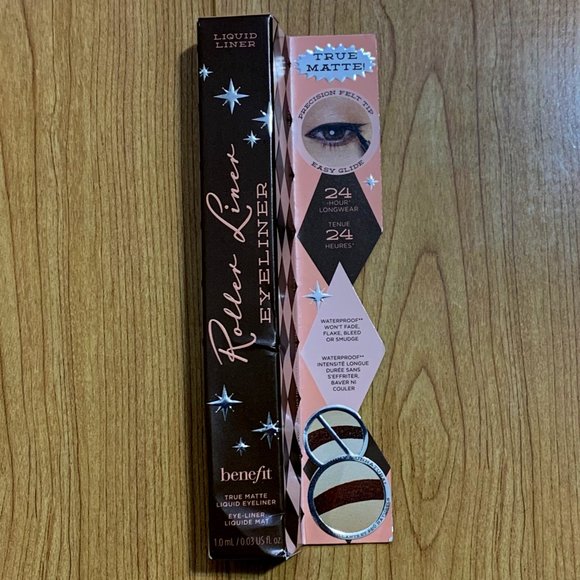 LIQUID
LINER
Roller Liner
EYELINER
benefit
TRUE MATTE
LIQUID EYELINER
EYE-LINER
LIQUIDE MAT
1.0 mL / 0.03 US fl. oz.
TRUE
MATTE!
PRECISION FELT TIP
EASY GLIDE
24
-HOUR*
LONGWEAR
TENUE
24
HEURES*
WATERPROOF**
WON'T FADE,
FLAKE, BLEED
OR SMUDGE
WATERPROOF**
INTENSITÉ LONGUE
DURÉE SANS
S'EFFRITER,
BAVER NI
COULER